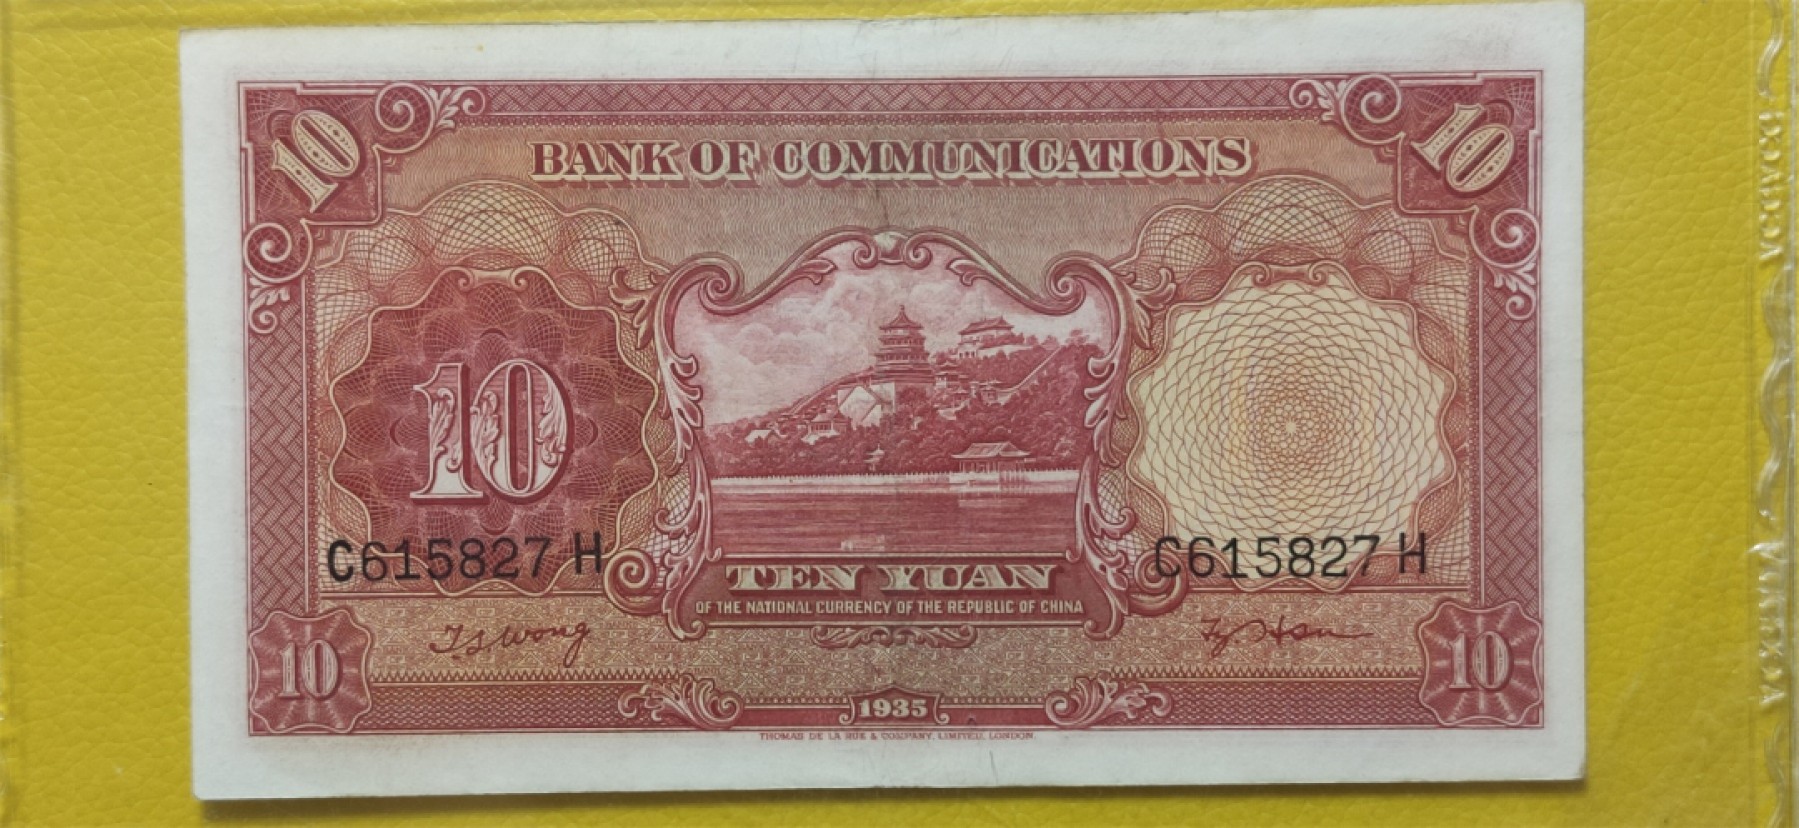 10 10
BANK OF COMMUNICATIONS
10
C615827 H C615827 H
TEN YUAN
OF THE NATIONAL CURRENCY OF THE REPUBLIC OF CHINA
T.S. Wong
10 10
1935
THOMAS DE LA RUE & COMPANY, LIMITED, LONDON.